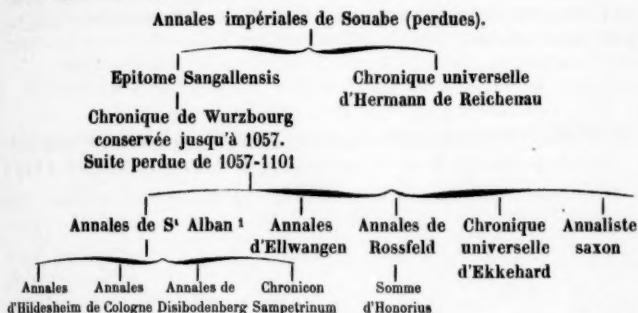 Annales impériales de Souabe (perdues).
Epitome Sangallensis
Chronique universelle
d'Hermann de Reichenau
Chronique de Wurzbourg
conservée jusqu'à 1057.
Suite perdue de 1057-1101
Annales de Sᵗ Alban ¹
Annales
d'Ellwangen
Annales de
Rossfeld
Chronique
universelle
d'Ekkehard
Annaliste
saxon
Annales
d'Hildesheim
Annales
de Cologne
Annales de
Disibodenberg
Chronicon
Sampetrinum
Somme
d'Honorius